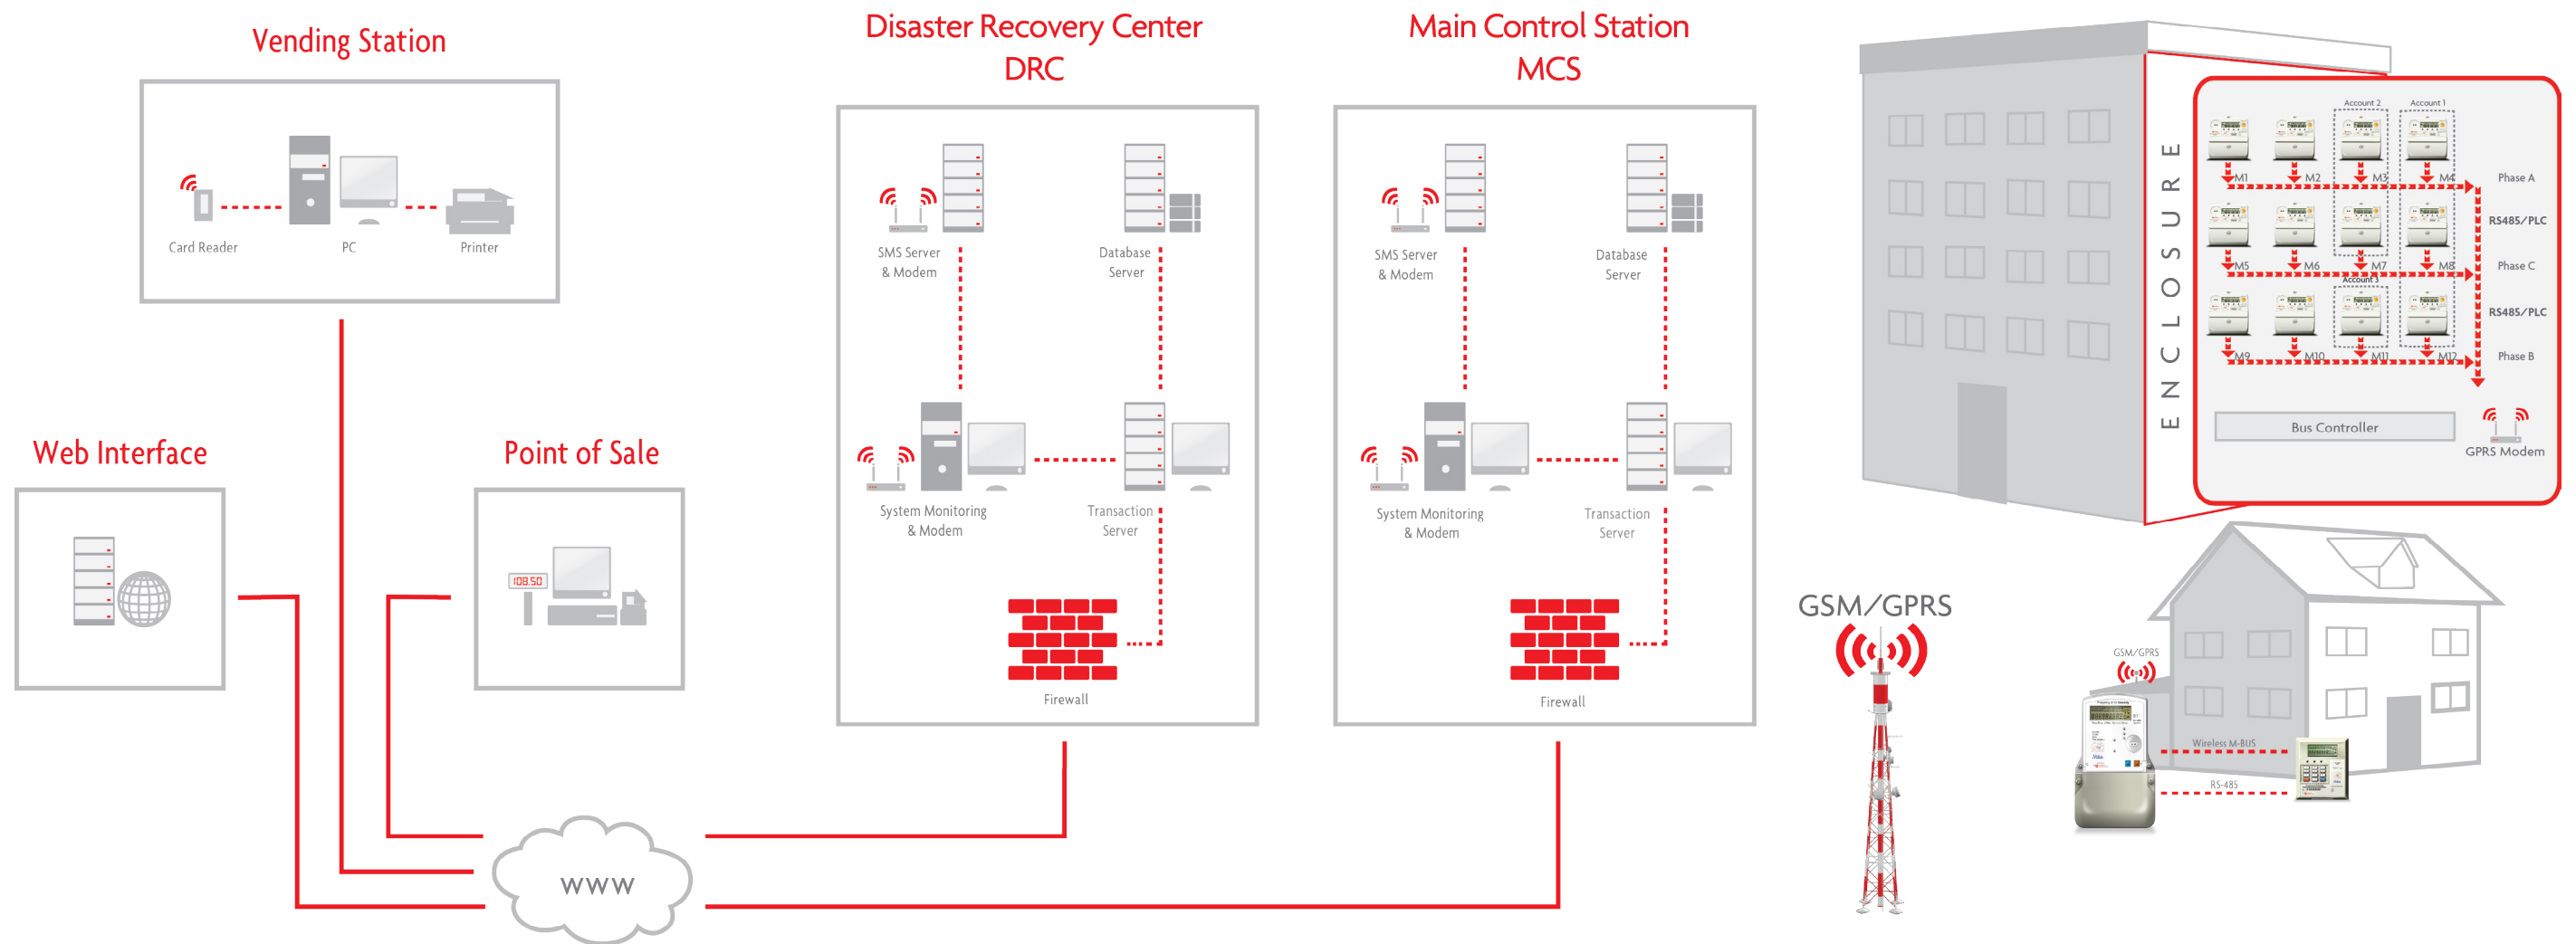 Vending Station
Card Reader
PC
Printer
Web Interface
Point of Sale
108.50
www
Disaster Recovery Center
DRC
SMS Server
& Modem
Database
Server
System Monitoring
& Modem
Transaction
Server
Firewall
Main Control Station
MCS
SMS Server
& Modem
Database
Server
System Monitoring
& Modem
Transaction
Server
Firewall
ENCLOSURE
Account 2
Account 1
M1
M2
M3
M4
Phase A
RS485/PLC
M5
M6
M7
M8
Phase C
Account 3
RS485/PLC
M9
M10
M11
M12
Phase B
Bus Controller
GPRS Modem
GSM/GPRS
GSM/GPRS
Wireless M-BUS
RS-485